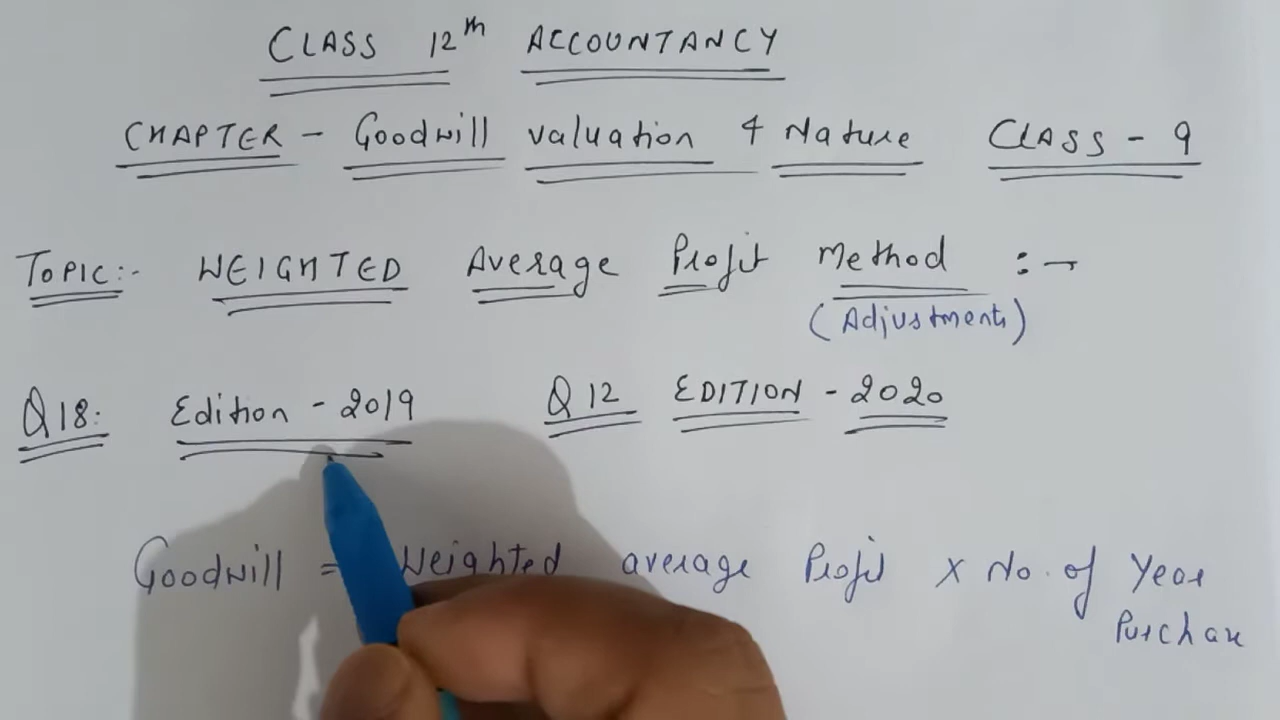 CLASS 12th ACCOUNTANCY
CHAPTER - Goodwill valuation & Nature CLASS - 9
TOPIC:- WEIGHTED Average Profit Method :-
(Adjustments)
Q18: Edition - 2019 Q12 EDITION - 2020
Goodwill = Weighted average Profit x No. of Year
Purchase